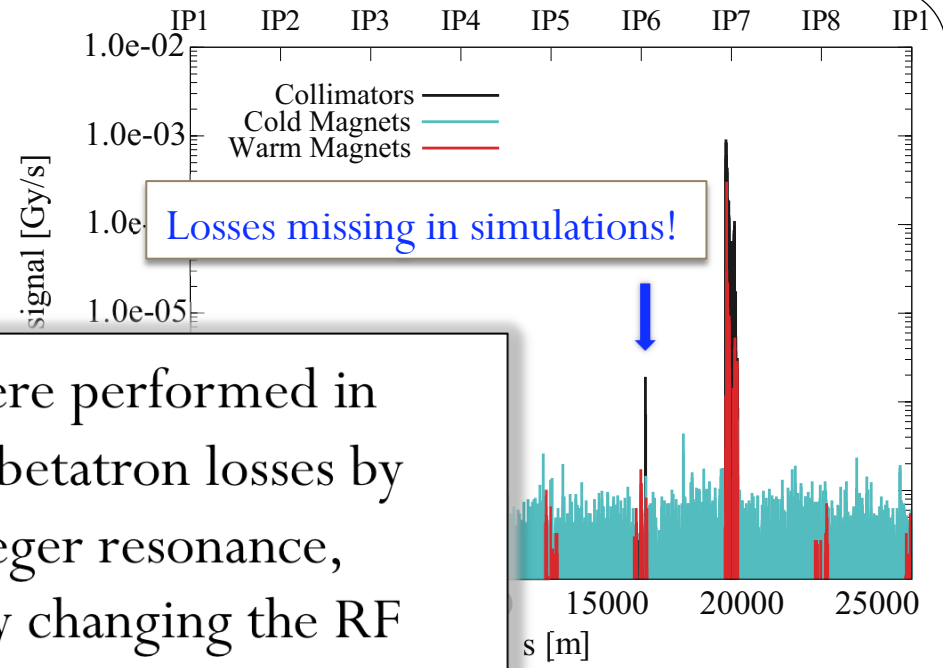 IP1 IP2 IP3 IP4 IP5 IP6 IP7 IP8 IP1
1.0e-02
Collimators
Cold Magnets
1.0e-03
Warm Magnets
signal [Gy/s]
1.0e-
Losses missing in simulations!
1.0e-05
ere performed in
betatron losses by
eger resonance,
y changing the RF
15000 20000 25000
s [m]